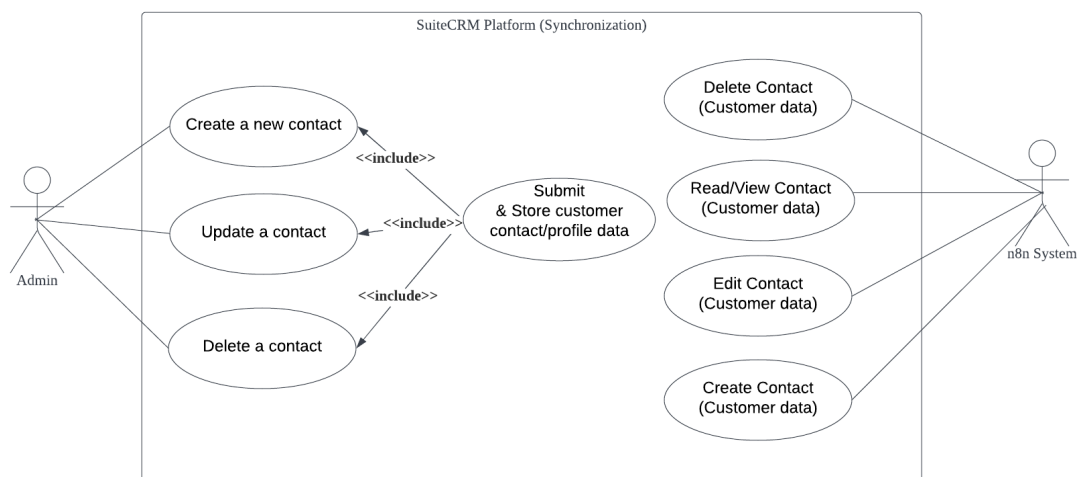 SuiteCRM Platform (Synchronization)
Create a new contact
<<include>>
Update a contact
<<include>>
Delete a contact
<<include>>
Submit
& Store customer
contact/profile data
Admin
Delete Contact
(Customer data)
Read/View Contact
(Customer data)
Edit Contact
(Customer data)
Create Contact
(Customer data)
n8n System